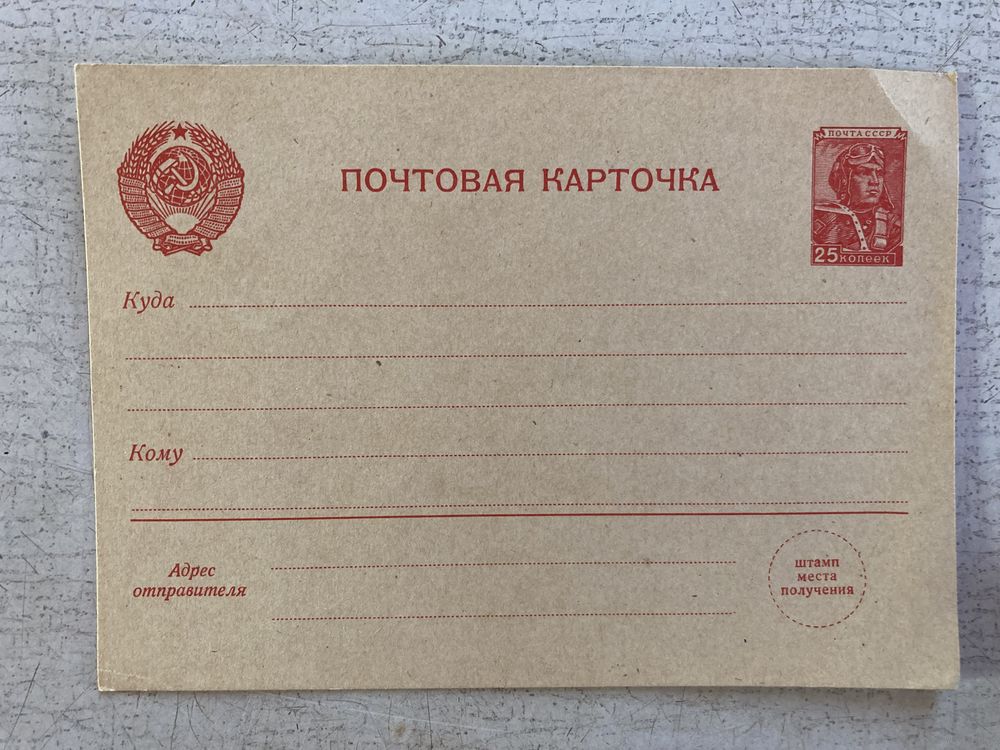 ПОЧТОВАЯ КАРТОЧКА
ПОЧТА СССР
25 КОПЕЕК
Куда
Кому
Адрес
отправителя
штамп
места
получения